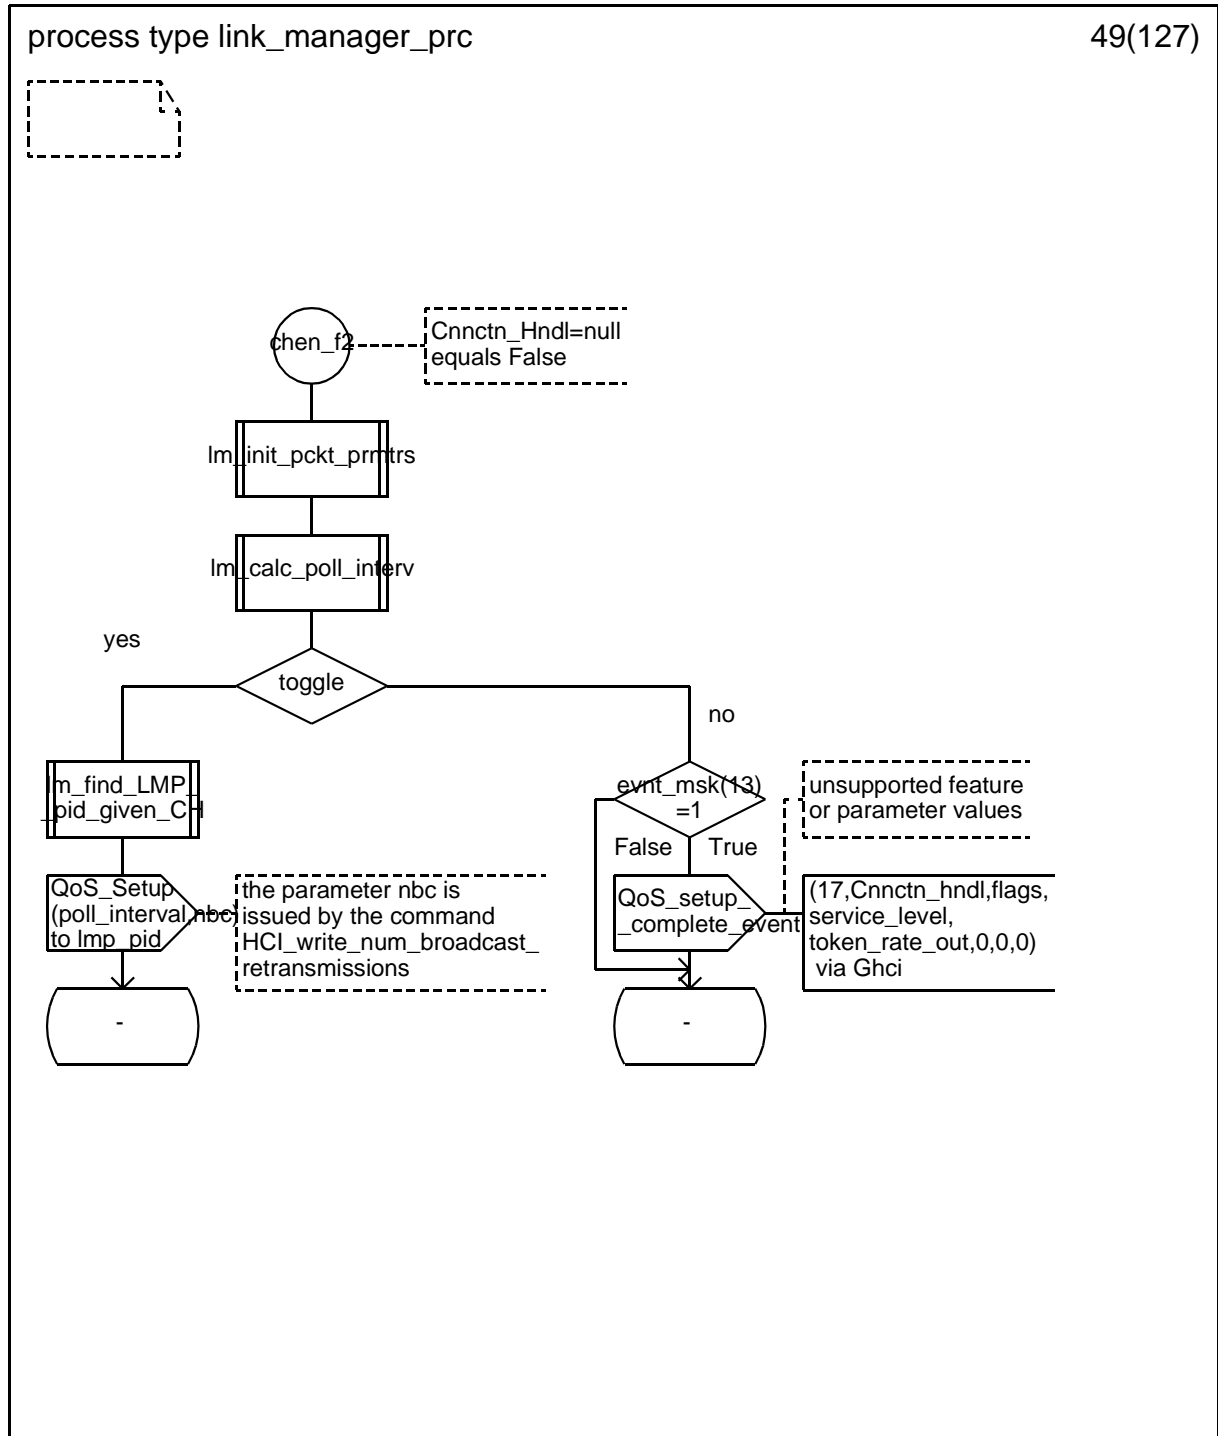 process type link_manager_prc
49(127)
chen_f2
Cnnctn_Hndl=null
equals False
lm_init_pckt_prmtrs
lm_calc_poll_interv
yes
toggle
no
lm_find_LMP_
_pid_given_CH
evnt_msk(13)
=1
unsupported feature
or parameter values
False
True
QoS_Setup
(poll_interval,nbc)
to lmp_pid
the parameter nbc is
issued by the command
HCI_write_num_broadcast_
retransmissions
QoS_setup_
_complete_event
(17,Cnnctn_hndl,flags,
service_level,
token_rate_out,0,0,0)
via Ghci
-
-